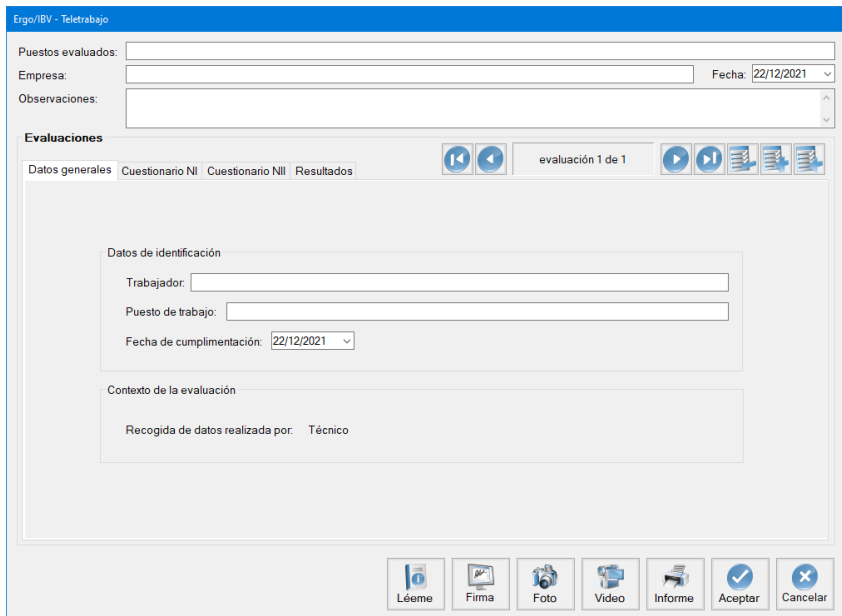 Ergo/IBV - Teletrabajo
Puestos evaluados:
Empresa: Fecha: 22/12/2021
Observaciones:
Evaluaciones
evaluación 1 de 1
Datos generales Cuestionario NI Cuestionario NII Resultados
Datos de identificación
Trabajador:
Puesto de trabajo:
Fecha de cumplimentación: 22/12/2021
Contexto de la evaluación
Recogida de datos realizada por: Técnico
Léeme Firma Foto Video Informe Aceptar Cancelar